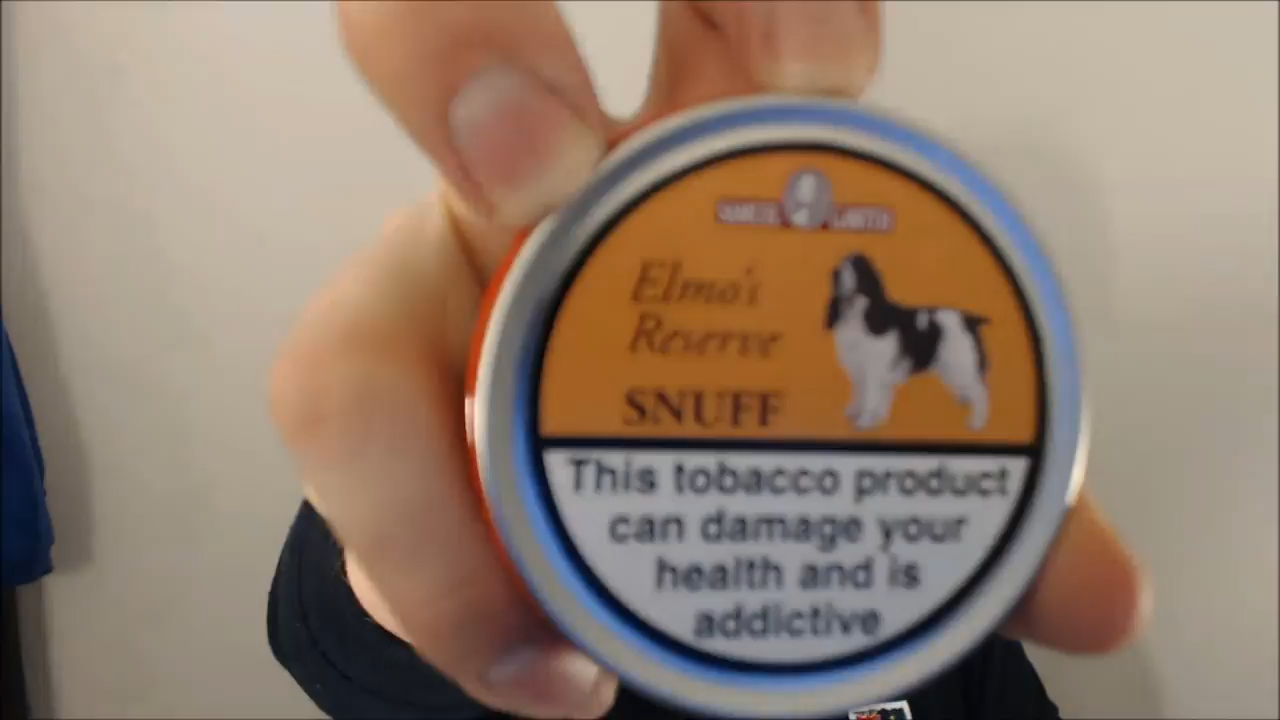 Elmo's
Reserve
SNUFF
This tobacco product
can damage your
health and is
addictive